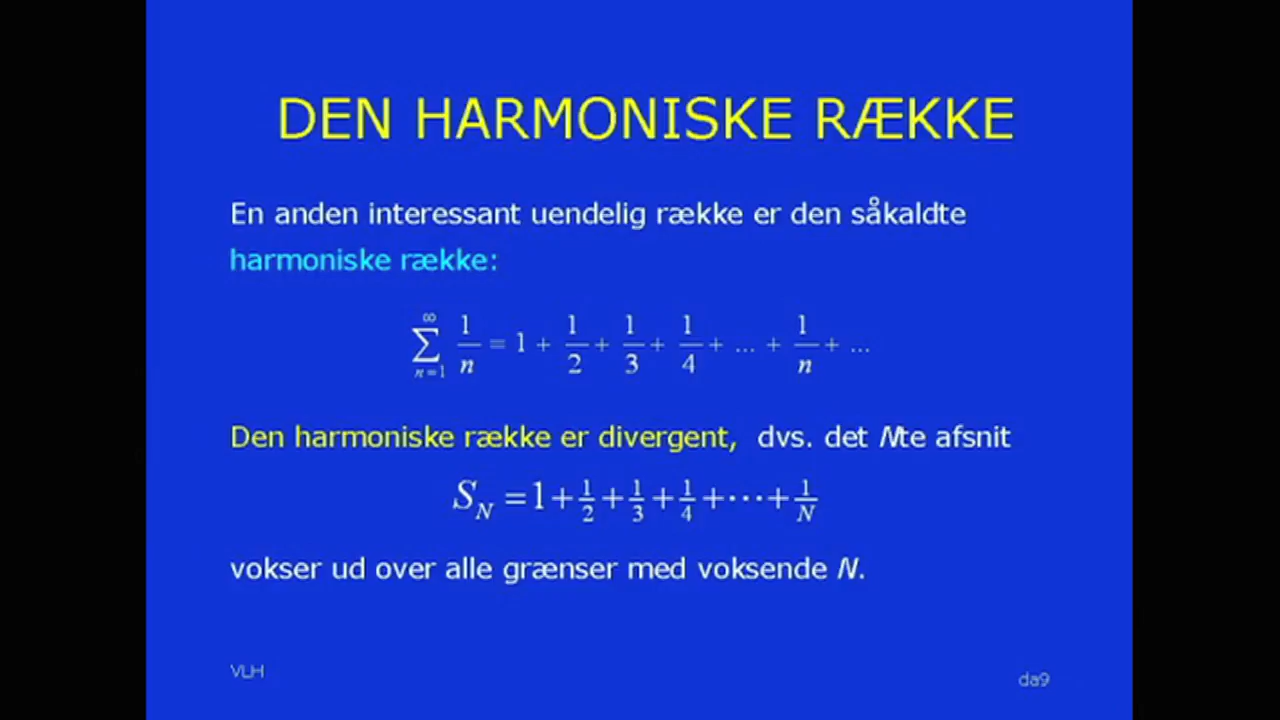 DEN HARMONISKE RÆKKE
En anden interessant uendelig række er den såkaldte
harmoniske række:
∑_{n=1}^{∞} 1/n = 1 + 1/2 + 1/3 + 1/4 + ... + 1/n + ...
Den harmoniske række er divergent, dvs. det Nte afsnit
S_N = 1 + 1/2 + 1/3 + 1/4 + ⋯ + 1/N
vokser ud over alle grænser med voksende N.
VLH
da9